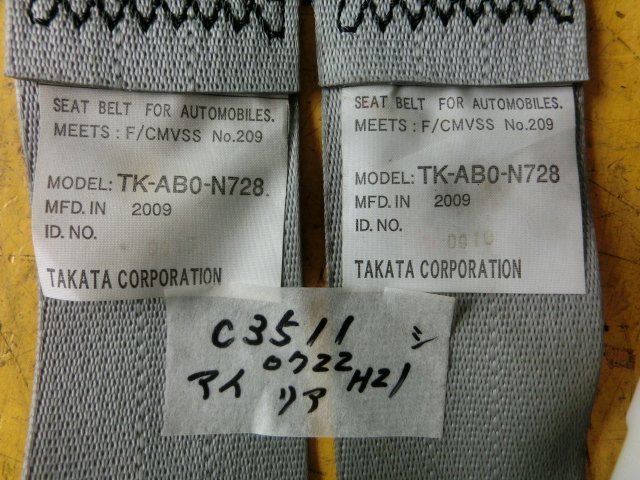 SEAT BELT FOR AUTOMOBILES.
MEETS : F/CMVSS No.209
MODEL: TK-AB0-N728.
MFD. IN 2009
ID. NO.
TAKATA CORPORATION
SEAT BELT FOR AUTOMOBILES.
MEETS : F/CMVSS No.209
MODEL: TK-AB0-N728
MFD. IN 2009
ID. NO.
0010
TAKATA CORPORATION
C3511 シ
0722
アイ H21
リア